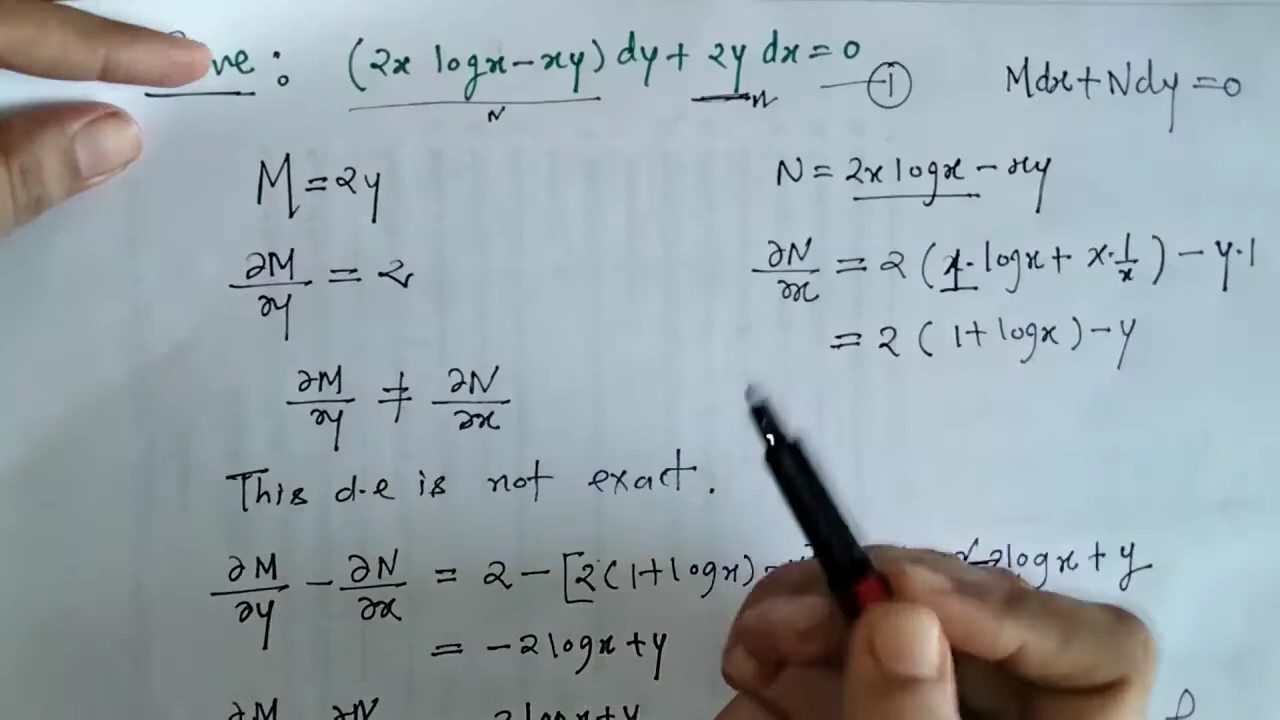 : (2x logx - xy) dy + 2y dx = 0 — ① Mdx + Ndy = 0
N
M = 2y N = 2x logx - xy
∂M/∂y = 2 ∂N/∂x = 2 (1·logx + x·1/x) - y·1
= 2 (1 + logx) - y
∂M/∂y ≠ ∂N/∂x
This d.e is not exact.
∂M/∂y - ∂N/∂x = 2 - [2(1+logx) - 2logx + y
= -2logx + y
∂M ∂N 2logx + y